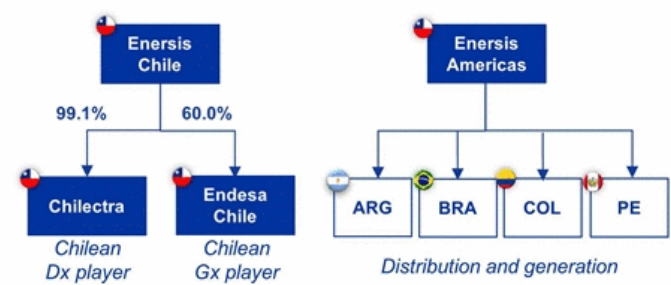 Enersis
Chile
Enersis
Americas
99.1%
60.0%
Chilectra
Endesa
Chile
ARG
BRA
COL
PE
Chilean
Dx player
Chilean
Gx player
Distribution and generation